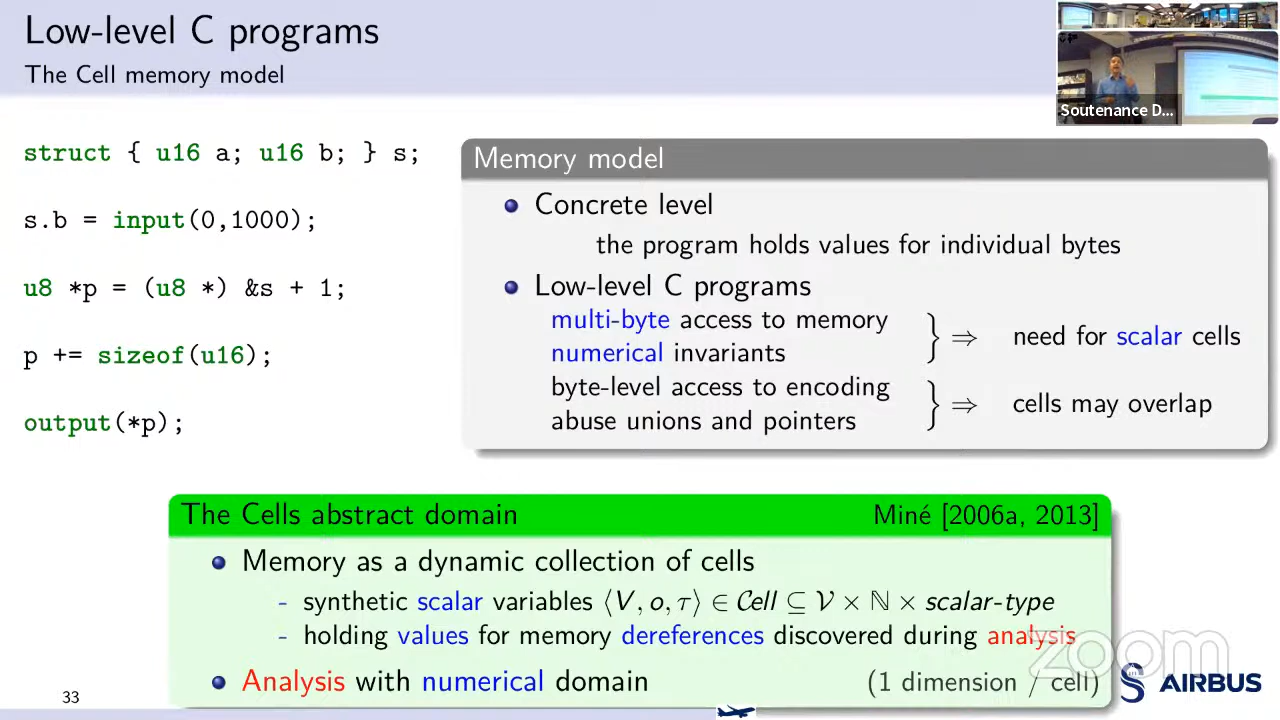 Low-level C programs
The Cell memory model
Soutenance D...
struct { u16 a; u16 b; } s;
s.b = input(0,1000);
u8 *p = (u8 *) &s + 1;
p += sizeof(u16);
output(*p);
Memory model
Concrete level
the program holds values for individual bytes
Low-level C programs
multi-byte access to memory
numerical invariants
} ⇒ need for scalar cells
byte-level access to encoding
abuse unions and pointers
} ⇒ cells may overlap
The Cells abstract domain Miné [2006a, 2013]
Memory as a dynamic collection of cells
- synthetic scalar variables ⟨V, o, τ⟩ ∈ 𝒞ell ⊆ 𝒱 × ℕ × scalar-type
- holding values for memory dereferences discovered during analysis
Analysis with numerical domain (1 dimension / cell)
zoom
AIRBUS
33